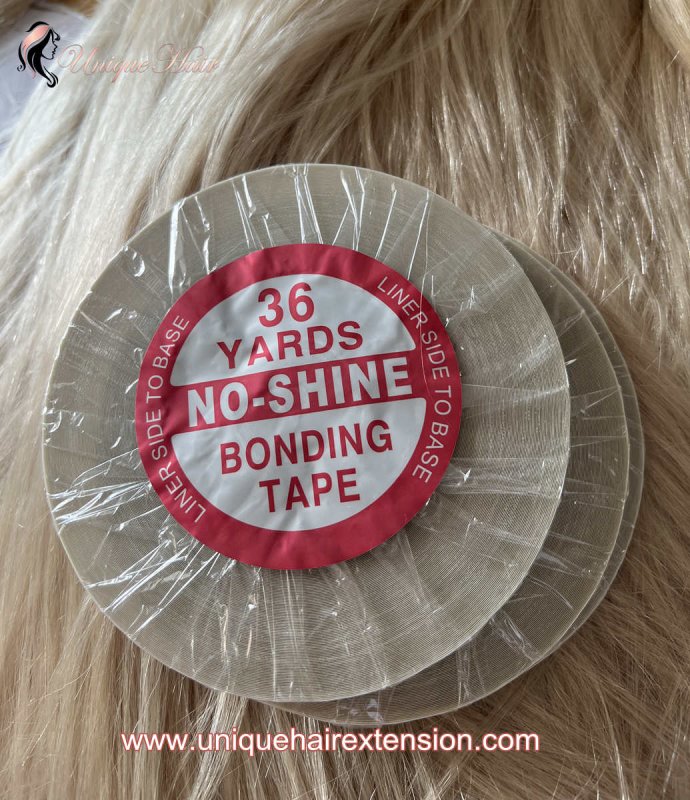 Unique Hair
36
YARDS
NO-SHINE
BONDING
TAPE
LINER SIDE TO BASE
LINER SIDE TO BASE
www.uniquehairextension.com